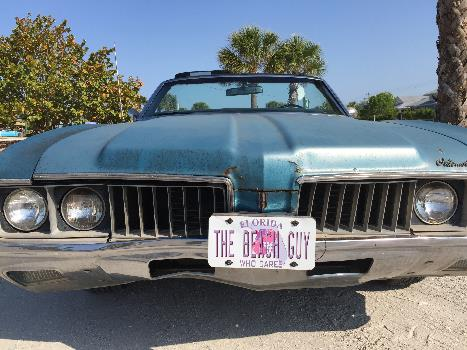 Oldsmobile
FLORIDA
THE BEACH GUY
WHO CARES?